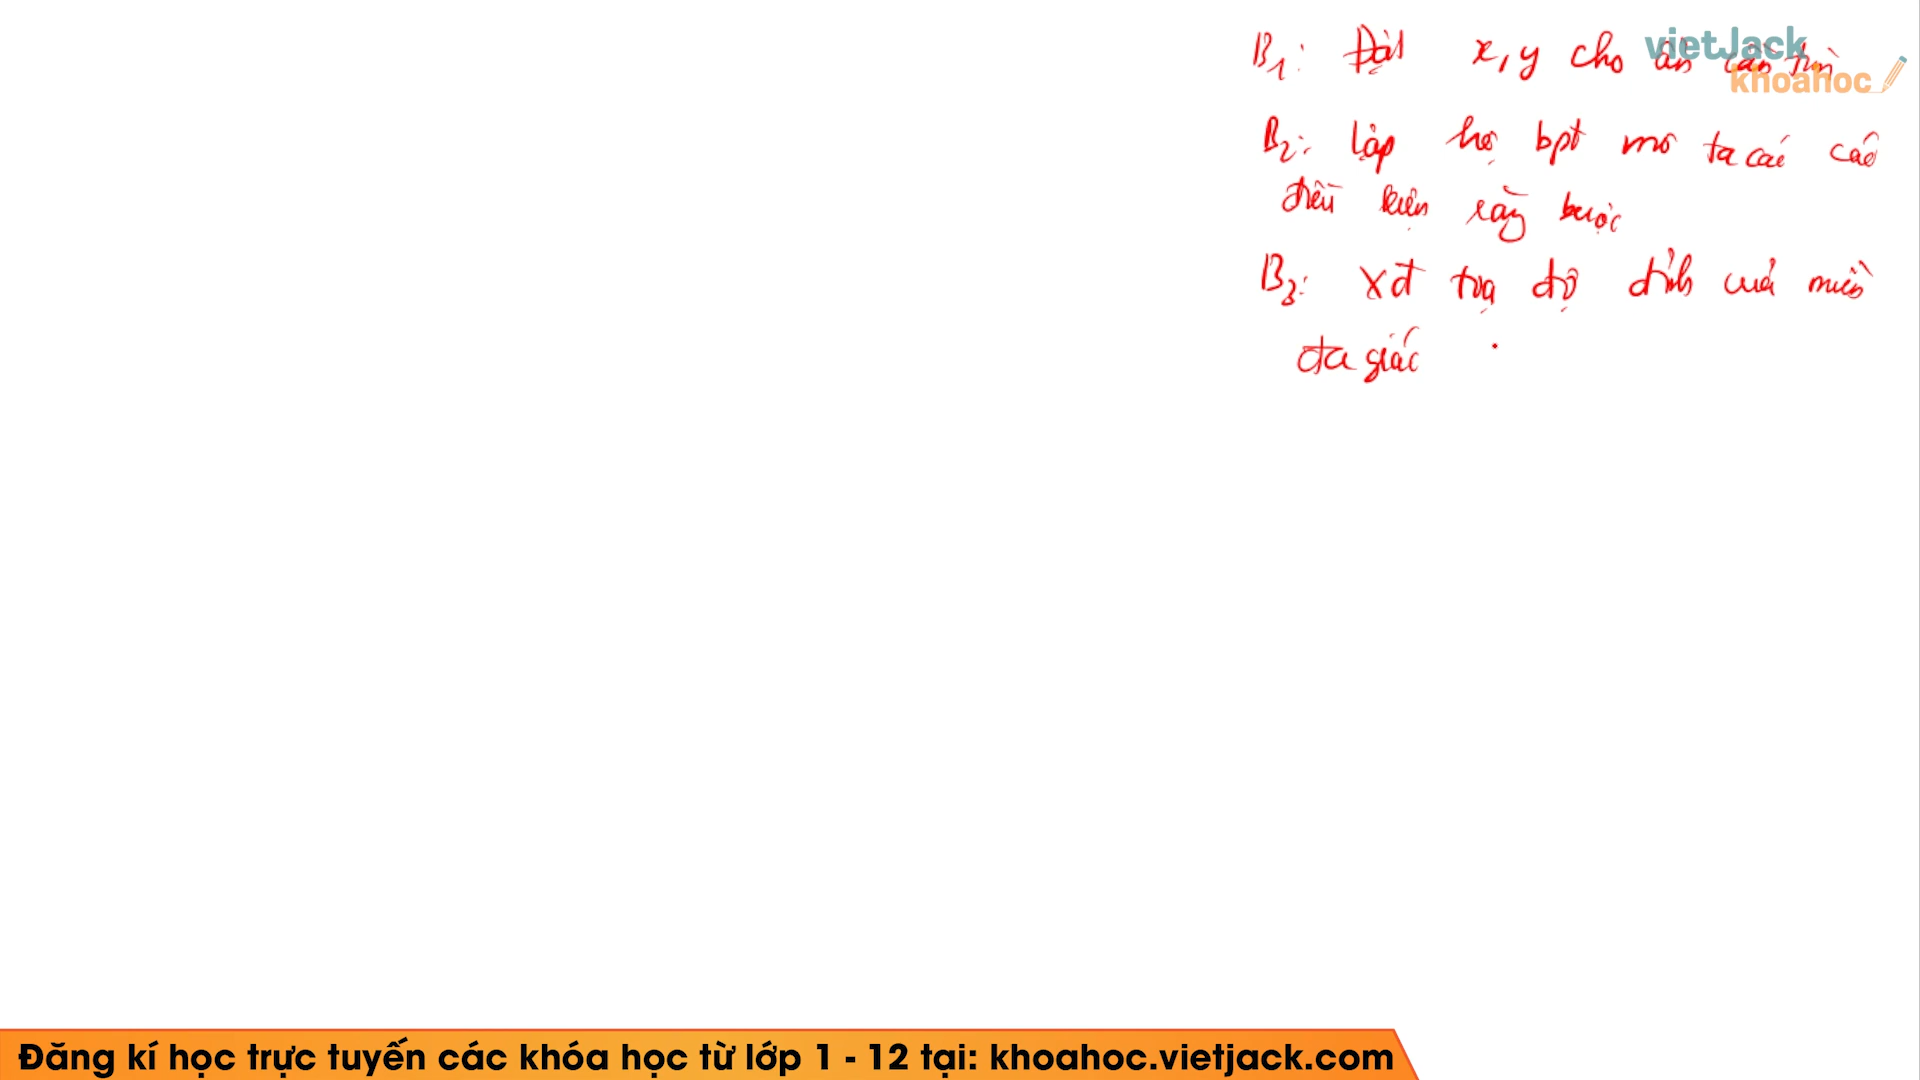 B1: Đặt x, y cho ẩn cần tìm
vietJack
khoahoc
B2: lập hệ bpt mô tả các
điều kiện ràng buộc
B3: Xđ toạ độ đỉnh của miền
đa giác
Đăng kí học trực tuyến các khóa học từ lớp 1 - 12 tại: khoahoc.vietjack.com